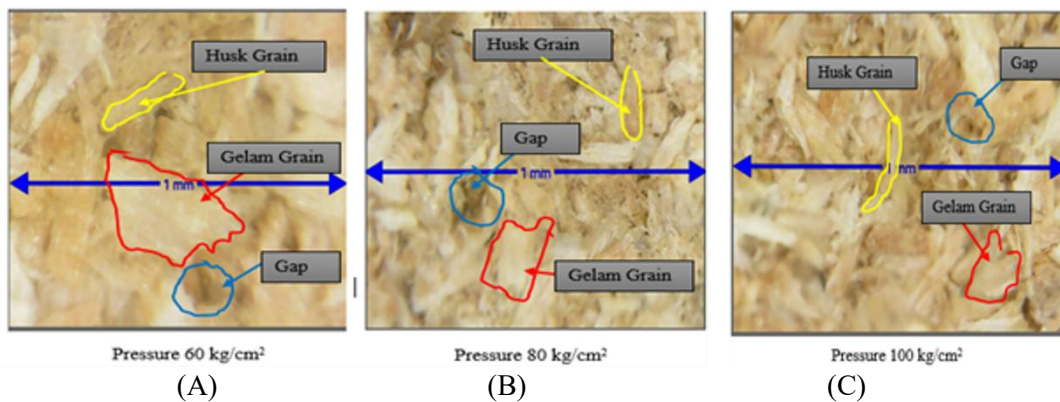 Husk Grain
Gelam Grain
1 mm
Gap
Pressure 60 kg/cm²
(A)
Husk Grain
Gap
1 mm
Gelam Grain
Pressure 80 kg/cm²
(B)
Husk Grain
Gap
mm
Gelam Grain
Pressure 100 kg/cm²
(C)